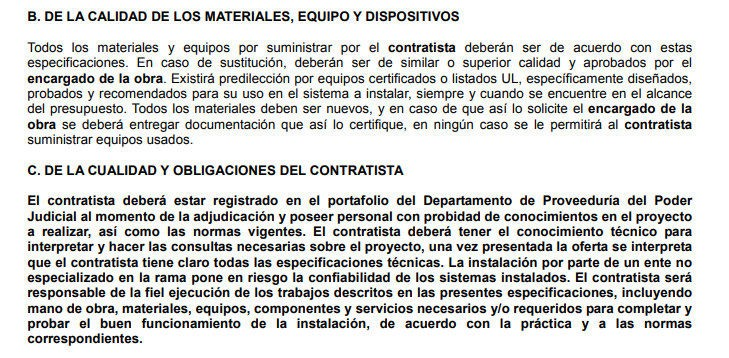 B. DE LA CALIDAD DE LOS MATERIALES, EQUIPO Y DISPOSITIVOS
Todos los materiales y equipos por suministrar por el contratista deberán ser de acuerdo con estas
especificaciones. En caso de sustitución, deberán ser de similar o superior calidad y aprobados por el
encargado de la obra. Existirá predilección por equipos certificados o listados UL, específicamente diseñados,
probados y recomendados para su uso en el sistema a instalar, siempre y cuando se encuentre en el alcance
del presupuesto. Todos los materiales deben ser nuevos, y en caso de que así lo solicite el encargado de la
obra se deberá entregar documentación que así lo certifique, en ningún caso se le permitirá al contratista
suministrar equipos usados.
C. DE LA CUALIDAD Y OBLIGACIONES DEL CONTRATISTA
El contratista deberá estar registrado en el portafolio del Departamento de Proveeduría del Poder
Judicial al momento de la adjudicación y poseer personal con probidad de conocimientos en el proyecto
a realizar, así como las normas vigentes. El contratista deberá tener el conocimiento técnico para
interpretar y hacer las consultas necesarias sobre el proyecto, una vez presentada la oferta se interpreta
que el contratista tiene claro todas las especificaciones técnicas. La instalación por parte de un ente no
especializado en la rama pone en riesgo la confiabilidad de los sistemas instalados. El contratista será
responsable de la fiel ejecución de los trabajos descritos en las presentes especificaciones, incluyendo
mano de obra, materiales, equipos, componentes y servicios necesarios y/o requeridos para completar y
probar el buen funcionamiento de la instalación, de acuerdo con la práctica y a las normas
correspondientes.